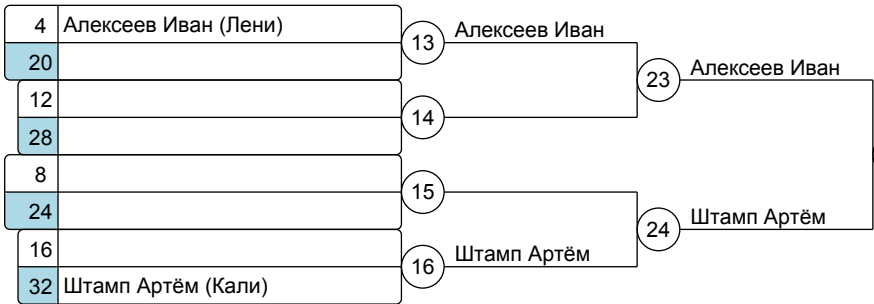 4 Алексеев Иван (Лени)
13 Алексеев Иван
20
23 Алексеев Иван
12
14
28
8
15
24
24 Штамп Артём
16
16 Штамп Артём
32 Штамп Артём (Кали)